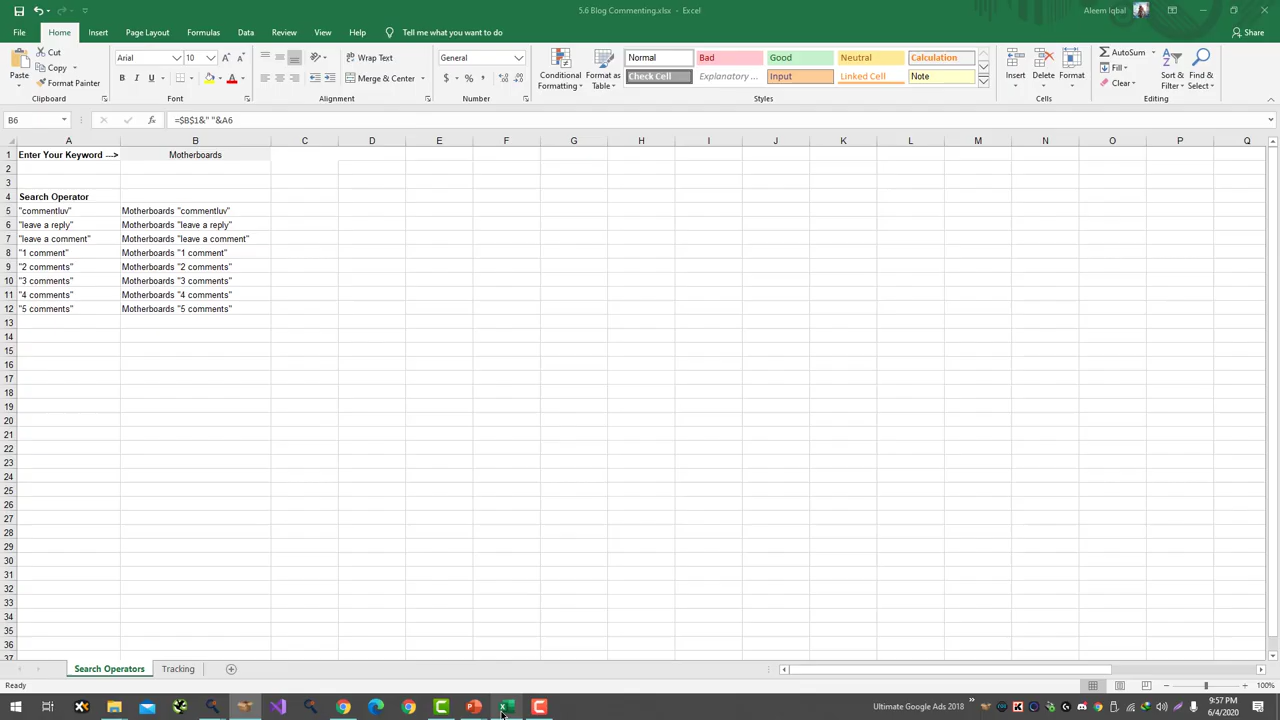 5.6 Blog Commenting.xlsx - Excel
Aleem Iqbal
File Home Insert Page Layout Formulas Data Review View Help Tell me what you want to do
Share
Paste
Cut
Copy
Format Painter
Clipboard
Arial 10
B I U
Font
Wrap Text
Merge & Center
Alignment
General
$ % ,
Number
Conditional Formatting
Format as Table
Normal Bad Good Neutral Calculation
Check Cell Explanatory ... Input Linked Cell Note
Styles
Insert Delete Format
Cells
AutoSum
Fill
Clear
Sort & Filter
Find & Select
Editing
B6 fx =$B$1&" "&A6
A B C D E F G H I J K L M N O P Q
1 Enter Your Keyword ---> Motherboards
2
3
4 Search Operator
5 "commentluv" Motherboards "commentluv"
6 "leave a reply" Motherboards "leave a reply"
7 "leave a comment" Motherboards "leave a comment"
8 "1 comment" Motherboards "1 comment"
9 "2 comments" Motherboards "2 comments"
10 "3 comments" Motherboards "3 comments"
11 "4 comments" Motherboards "4 comments"
12 "5 comments" Motherboards "5 comments"
13
14
15
16
17
18
19
20
21
22
23
24
25
26
27
28
29
30
31
32
33
34
35
36
37
Search Operators Tracking
Ready
100%
Ultimate Google Ads 2018
9:57 PM
6/4/2020